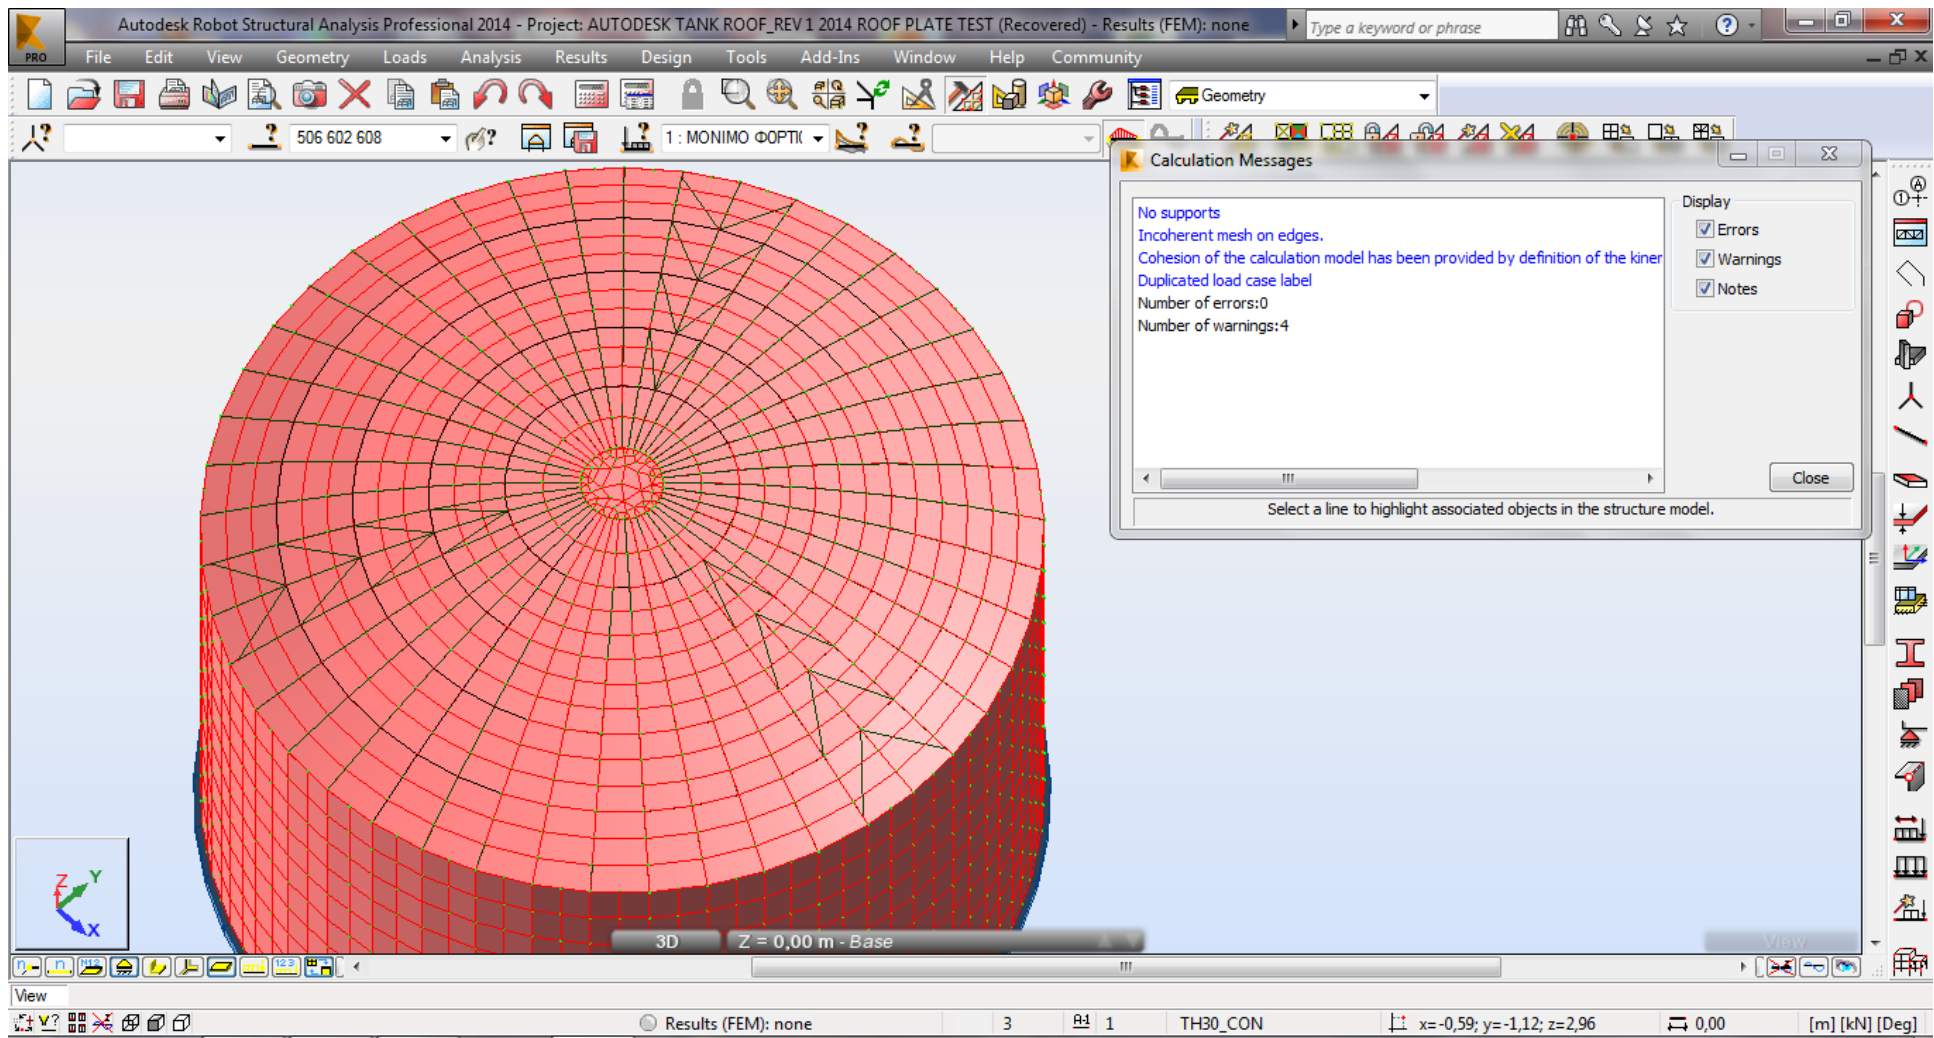 Autodesk Robot Structural Analysis Professional 2014 - Project: AUTODESK TANK ROOF_REV 1 2014 ROOF PLATE TEST (Recovered) - Results (FEM): none
Type a keyword or phrase
PRO
File Edit View Geometry Loads Analysis Results Design Tools Add-Ins Window Help Community
Geometry
506 602 608
1 : ΜΟΝΙΜΟ ΦΟΡΤΙ(
Calculation Messages
No supports
Incoherent mesh on edges.
Cohesion of the calculation model has been provided by definition of the kiner
Duplicated load case label
Number of errors:0
Number of warnings:4
Display
Errors
Warnings
Notes
Close
Select a line to highlight associated objects in the structure model.
Z
Y
X
3D
Z = 0,00 m - Base
View
View
Results (FEM): none
3
1
TH30_CON
x=-0,59; y=-1,12; z=2,96
0,00
[m] [kN] [Deg]